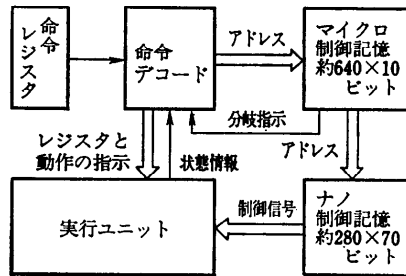 命令
レジスタ
命令
デコード
アドレス
マイクロ
制御記憶
約640×10
ビット
分岐指示
アドレス
レジスタと
動作の指示
状態情報
実行ユニット
制御信号
ナノ
制御記憶
約280×70
ビット